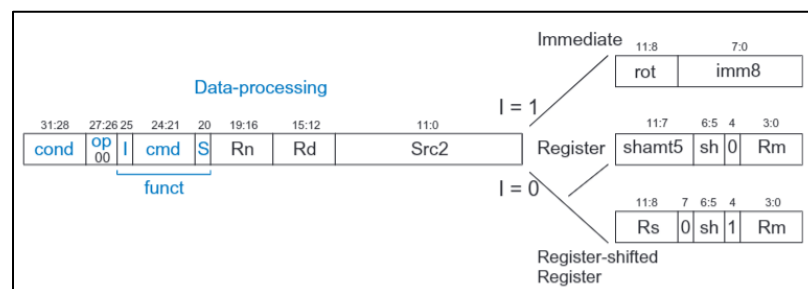 Immediate
11:8 7:0
rot imm8
Data-processing
I = 1
31:28 27:26 25 24:21 20 19:16 15:12 11:0
cond op 00 I cmd S Rn Rd Src2
funct
Register
11:7 6:5 4 3:0
shamt5 sh 0 Rm
I = 0
11:8 7 6:5 4 3:0
Rs 0 sh 1 Rm
Register-shifted
Register